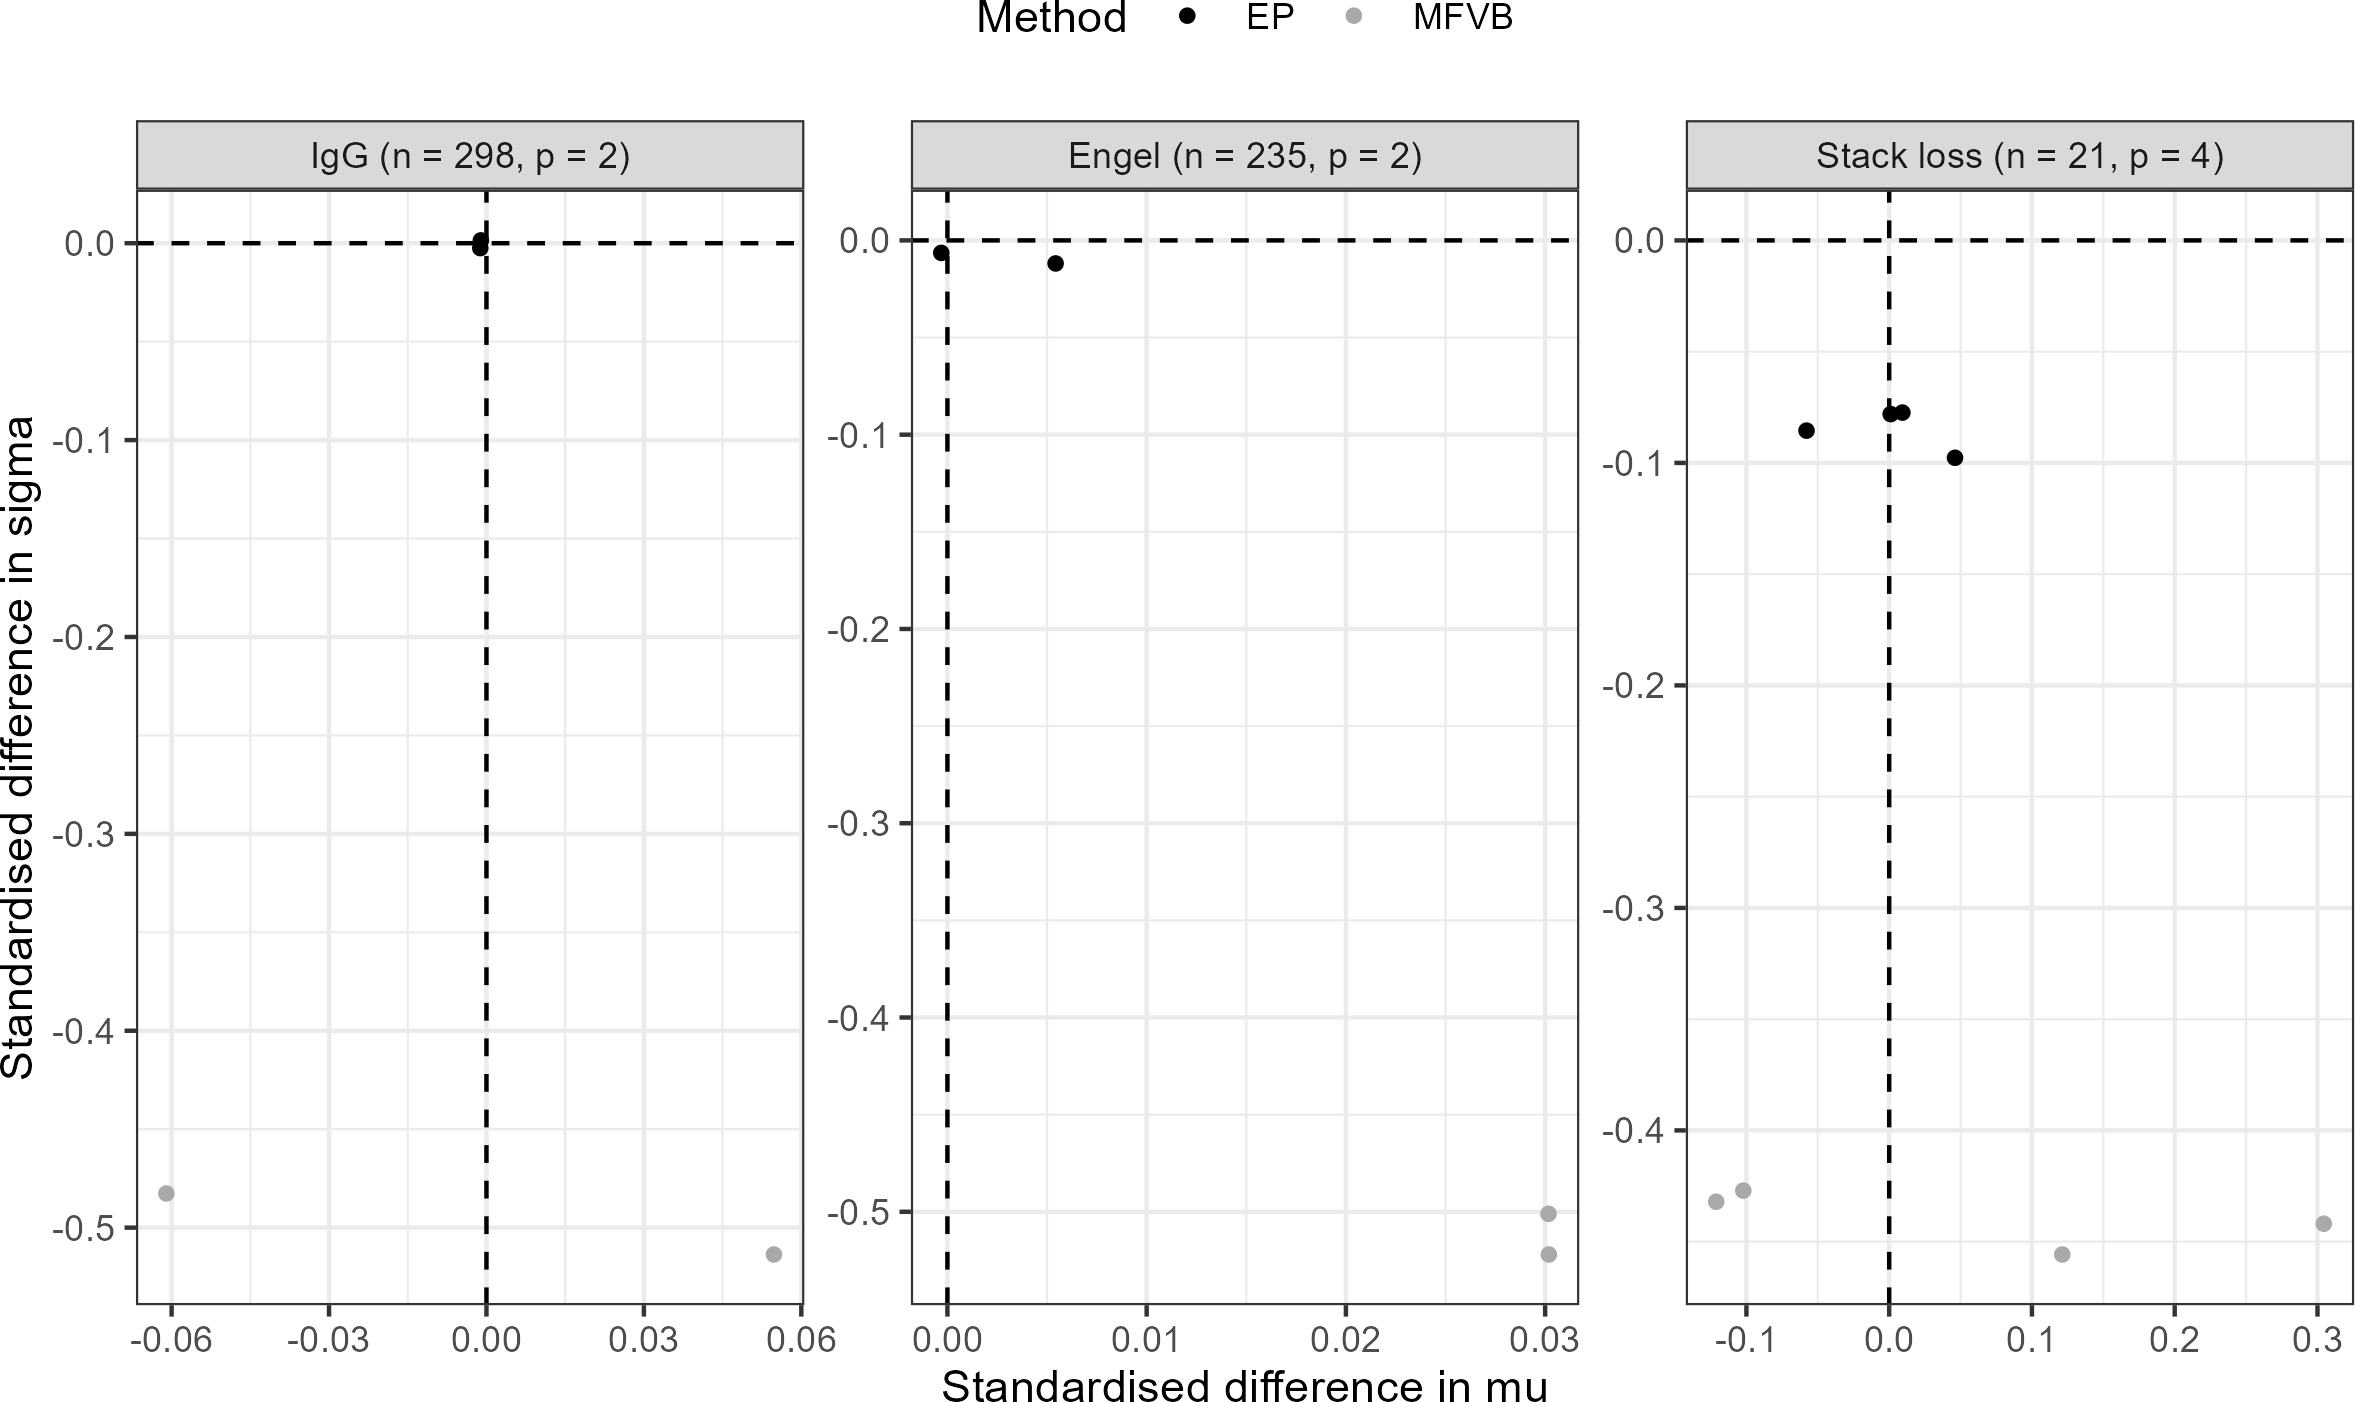 Method EP MFVB
IgG (n = 298, p = 2)
Engel (n = 235, p = 2)
Stack loss (n = 21, p = 4)
Standardised difference in sigma
0.0
-0.1
-0.2
-0.3
-0.4
-0.5
-0.06 -0.03 0.00 0.03 0.06
0.0
-0.1
-0.2
-0.3
-0.4
-0.5
0.00 0.01 0.02 0.03
0.0
-0.1
-0.2
-0.3
-0.4
-0.1 0.0 0.1 0.2 0.3
Standardised difference in mu